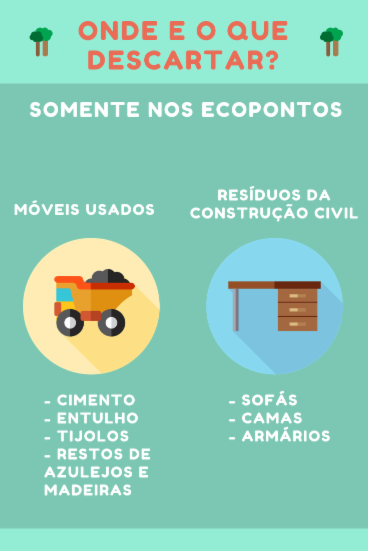 ONDE E O QUE
DESCARTAR?
SOMENTE NOS ECOPONTOS
MÓVEIS USADOS
- CIMENTO
- ENTULHO
- TIJOLOS
- RESTOS DE
AZULEJOS E
MADEIRAS
RESÍDUOS DA
CONSTRUÇÃO CIVIL
- SOFÁS
- CAMAS
- ARMÁRIOS